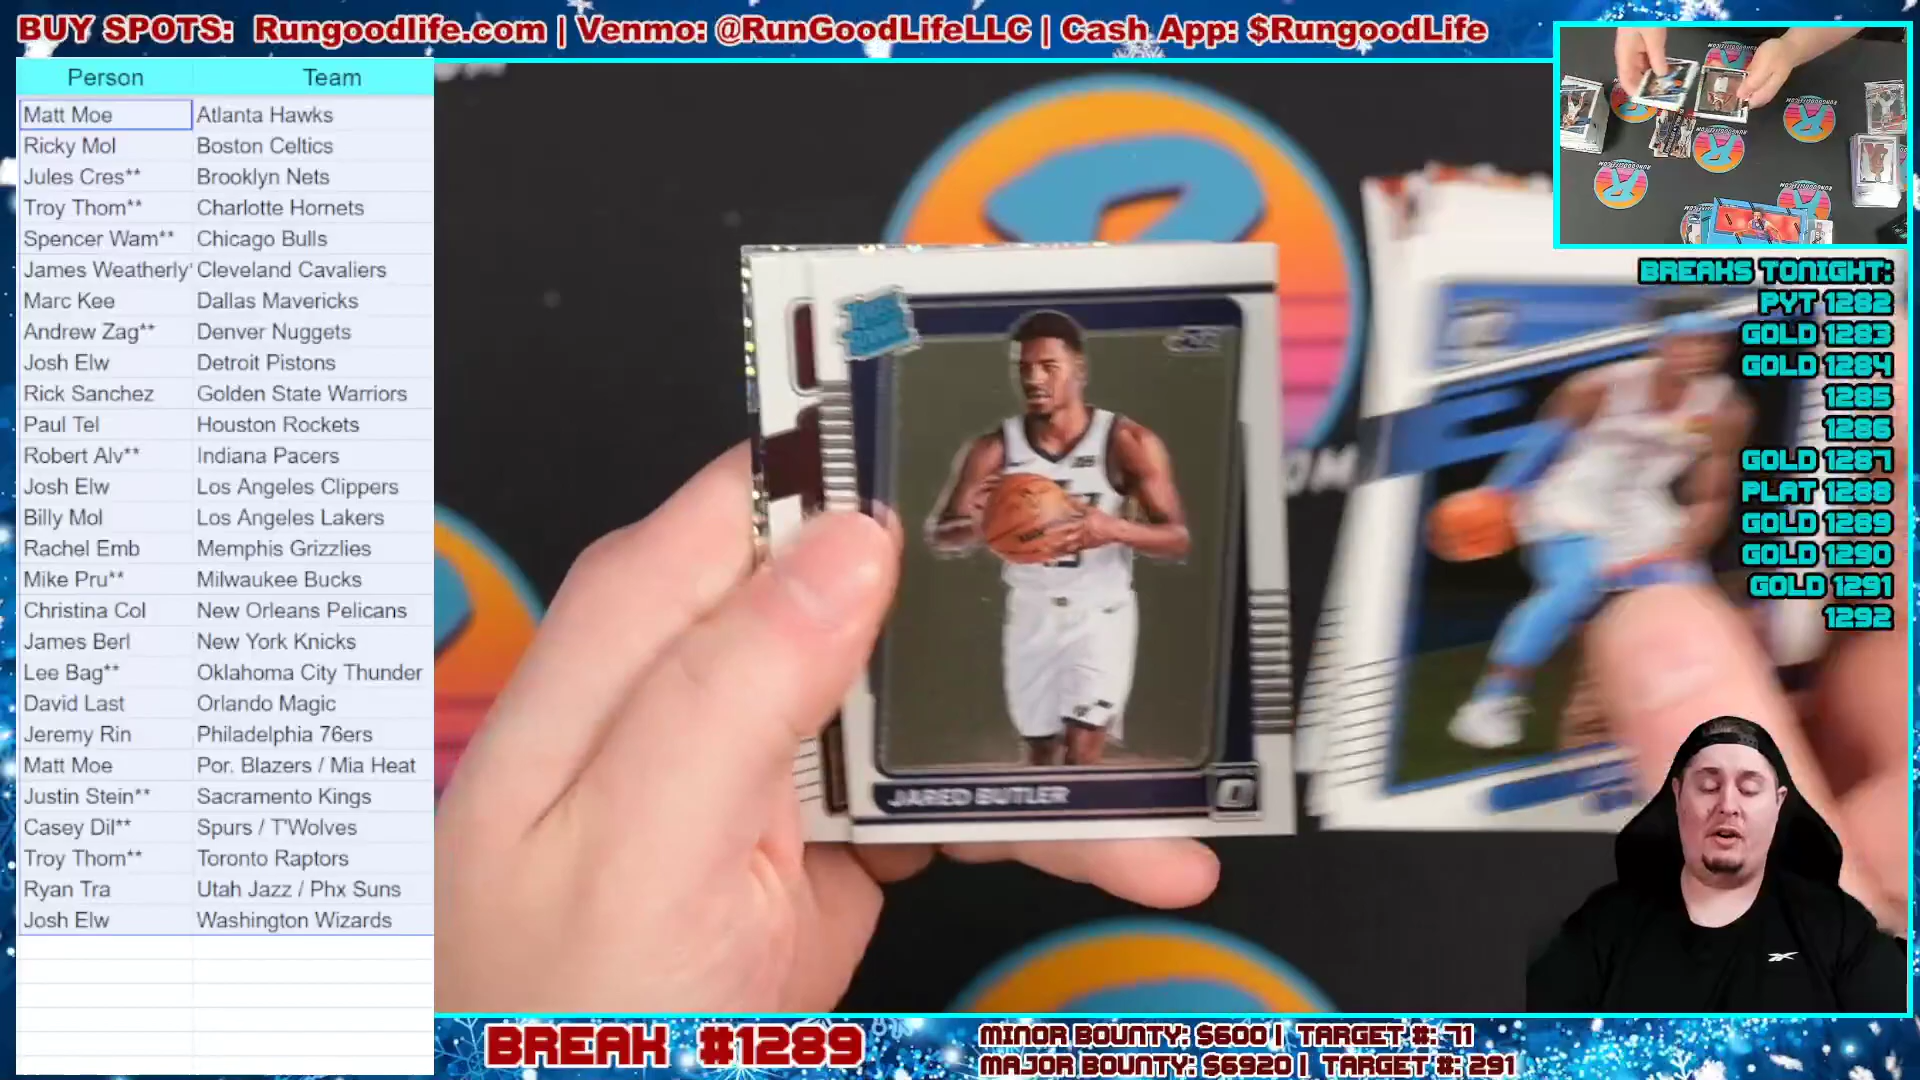 BUY SPOTS: Rungoodlife.com | Venmo: @RunGoodLifeLLC | Cash App: $RungoodLife
Person Team
Matt Moe Atlanta Hawks
Ricky Mol Boston Celtics
Jules Cres** Brooklyn Nets
Troy Thom** Charlotte Hornets
Spencer Wam** Chicago Bulls
James Weatherly' Cleveland Cavaliers
Marc Kee Dallas Mavericks
Andrew Zag** Denver Nuggets
Josh Elw Detroit Pistons
Rick Sanchez Golden State Warriors
Paul Tel Houston Rockets
Robert Alv** Indiana Pacers
Josh Elw Los Angeles Clippers
Billy Mol Los Angeles Lakers
Rachel Emb Memphis Grizzlies
Mike Pru** Milwaukee Bucks
Christina Col New Orleans Pelicans
James Berl New York Knicks
Lee Bag** Oklahoma City Thunder
David Last Orlando Magic
Jeremy Rin Philadelphia 76ers
Matt Moe Por. Blazers / Mia Heat
Justin Stein** Sacramento Kings
Casey Dil** Spurs / T'Wolves
Troy Thom** Toronto Raptors
Ryan Tra Utah Jazz / Phx Suns
Josh Elw Washington Wizards
JARED BUTLER
BREAKS TONIGHT:
PYT 1282
GOLD 1283
GOLD 1284
1285
1286
GOLD 1287
PLAT 1288
GOLD 1289
GOLD 1290
GOLD 1291
1292
BREAK #1289
MINOR BOUNTY: $600 | TARGET #: 71
MAJOR BOUNTY: $6920 | TARGET #: 291